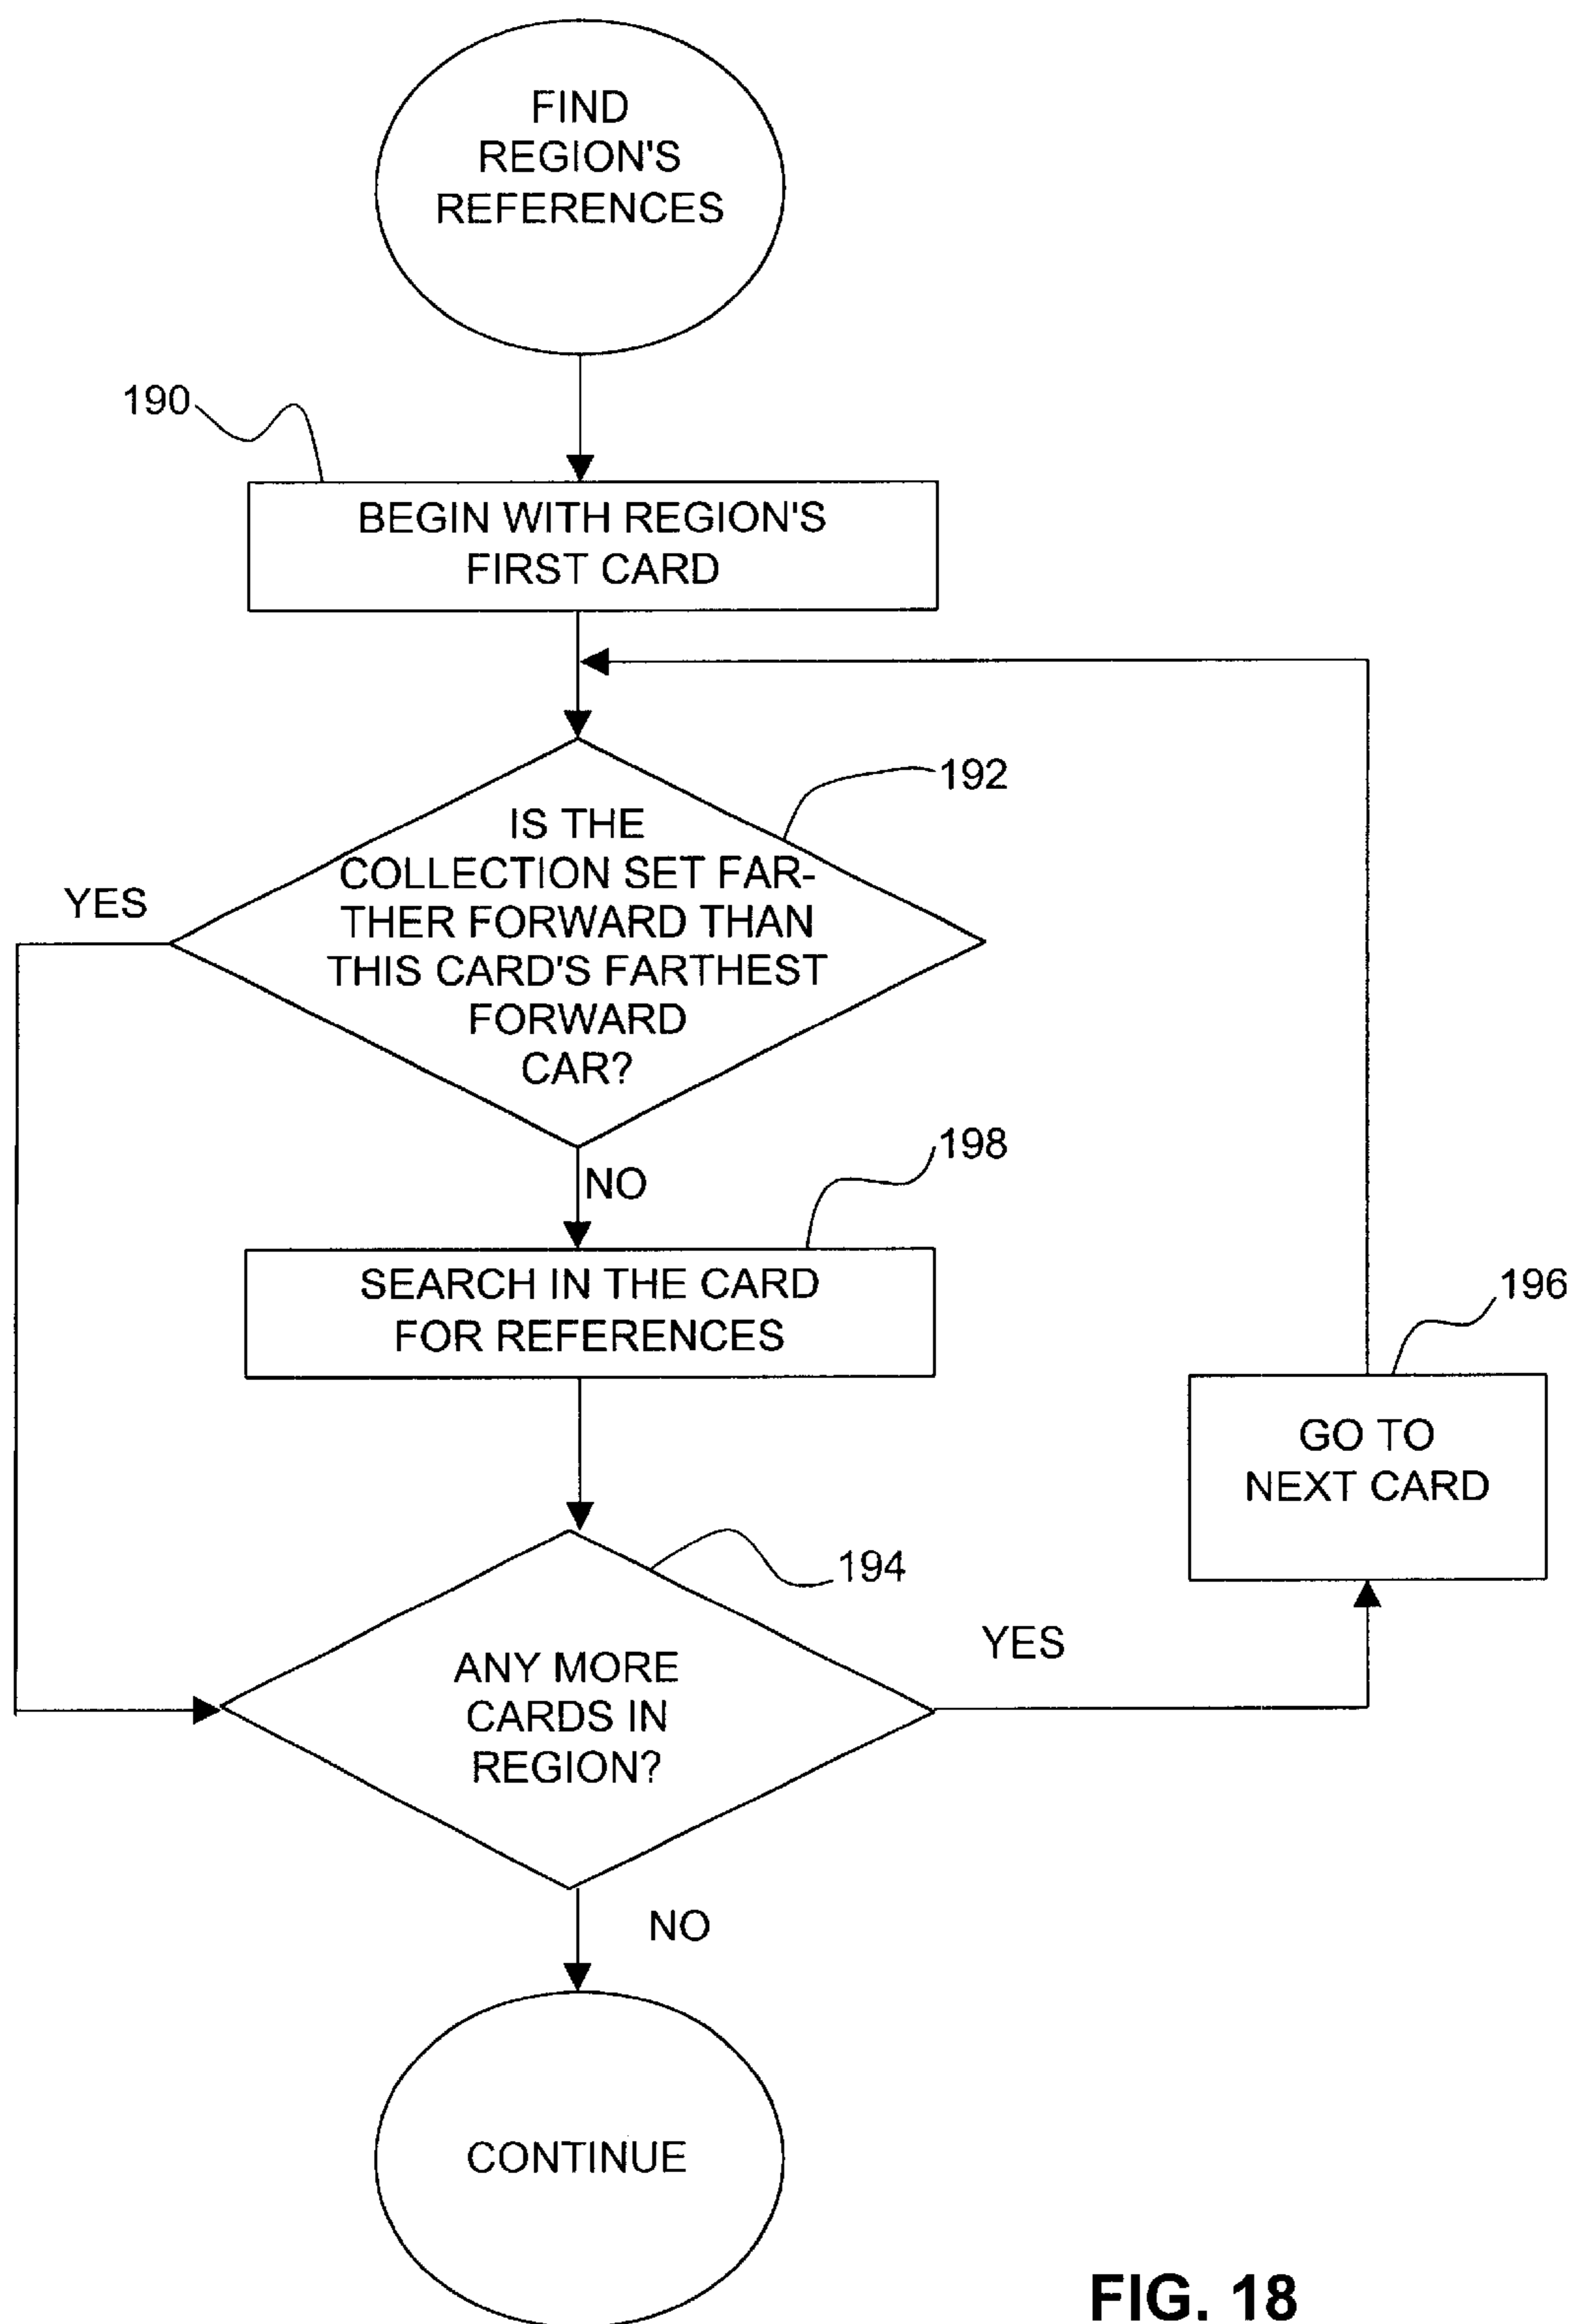 FIND
REGION'S
REFERENCES
190
BEGIN WITH REGION'S
FIRST CARD
192
IS THE
COLLECTION SET FAR-
THER FORWARD THAN
THIS CARD'S FARTHEST
FORWARD
CAR?
YES
NO
198
SEARCH IN THE CARD
FOR REFERENCES
196
GO TO
NEXT CARD
194
ANY MORE
CARDS IN
REGION?
YES
NO
CONTINUE
FIG. 18